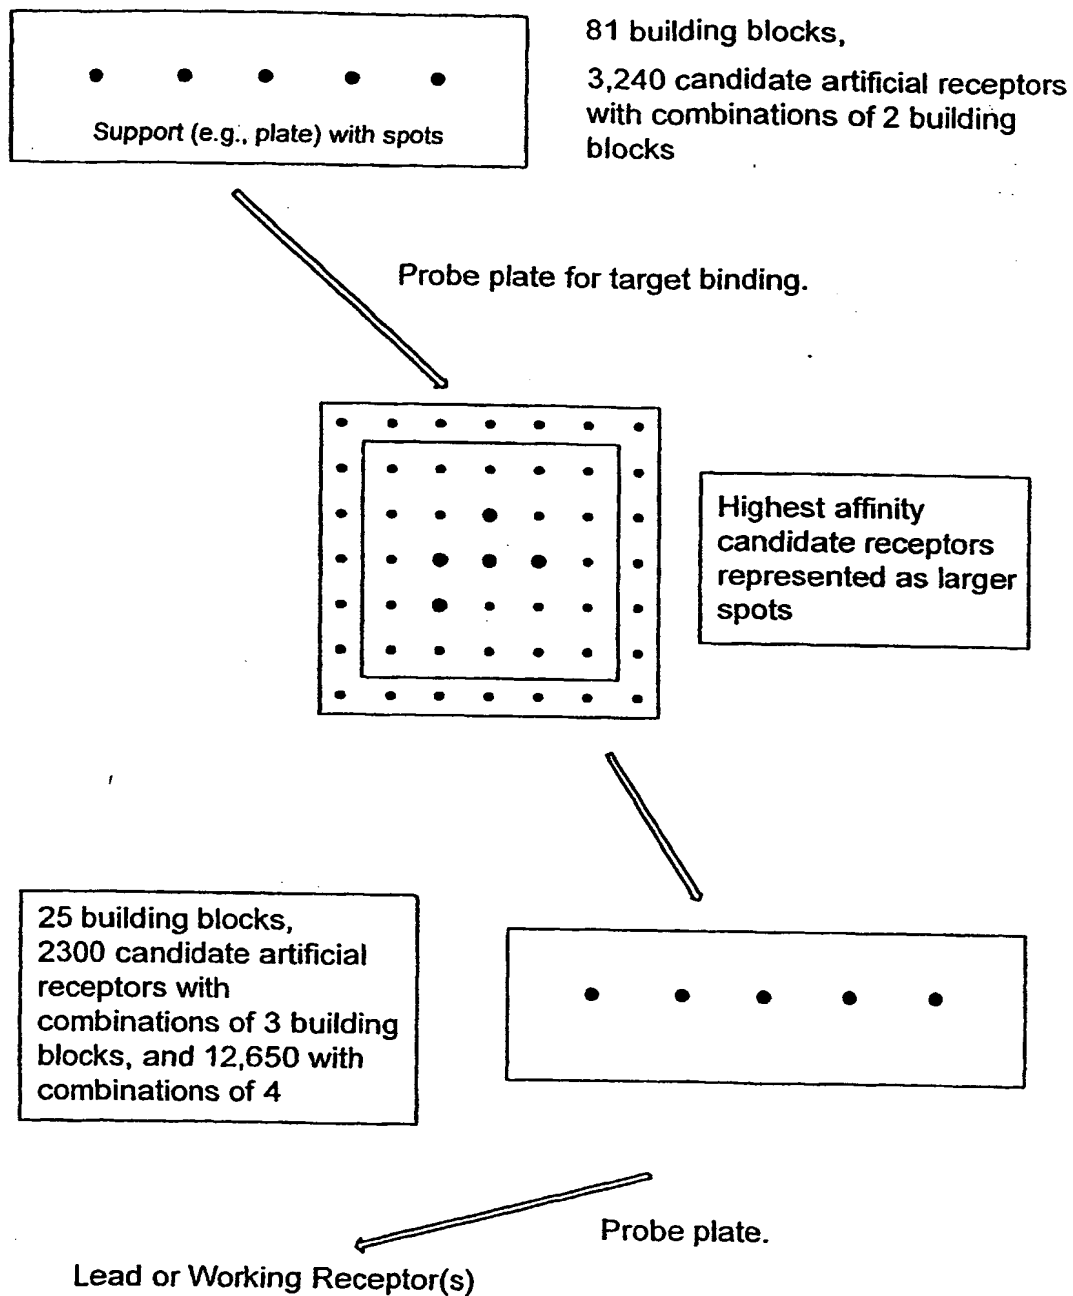 81 building blocks,
3,240 candidate artificial receptors
with combinations of 2 building
blocks
Support (e.g., plate) with spots
Probe plate for target binding.
Highest affinity
candidate receptors
represented as larger
spots
25 building blocks,
2300 candidate artificial
receptors with
combinations of 3 building
blocks, and 12,650 with
combinations of 4
Probe plate.
Lead or Working Receptor(s)